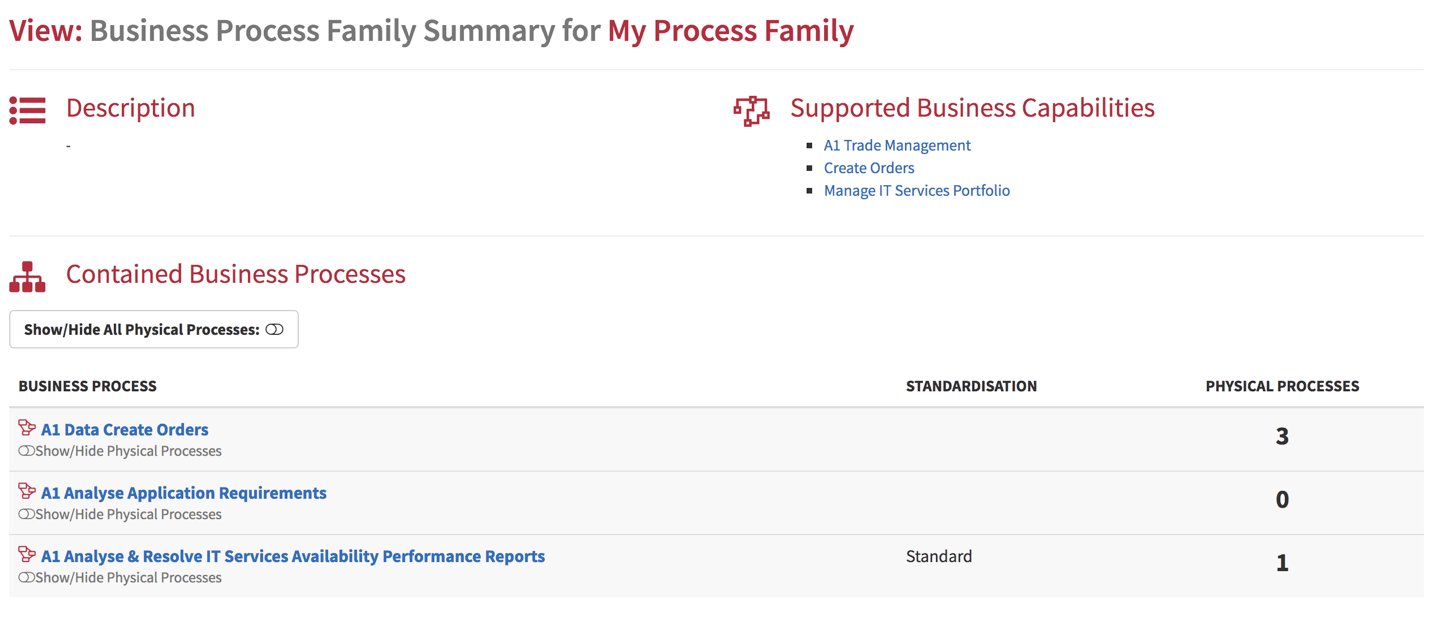 View: Business Process Family Summary for My Process Family
Description
-
Supported Business Capabilities
A1 Trade Management
Create Orders
Manage IT Services Portfolio
Contained Business Processes
Show/Hide All Physical Processes:
BUSINESS PROCESS STANDARDISATION PHYSICAL PROCESSES
A1 Data Create Orders 3
Show/Hide Physical Processes
A1 Analyse Application Requirements 0
Show/Hide Physical Processes
A1 Analyse & Resolve IT Services Availability Performance Reports Standard 1
Show/Hide Physical Processes